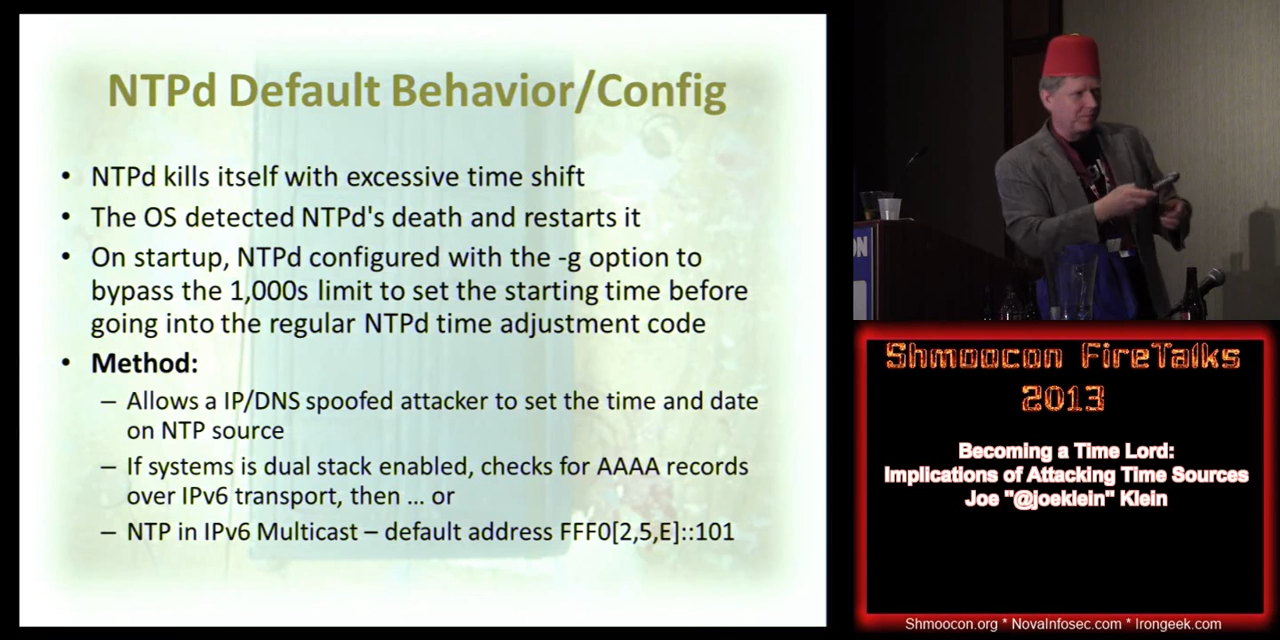 NTPd Default Behavior/Config
• NTPd kills itself with excessive time shift
• The OS detected NTPd's death and restarts it
• On startup, NTPd configured with the -g option to
bypass the 1,000s limit to set the starting time before
going into the regular NTPd time adjustment code
• Method:
– Allows a IP/DNS spoofed attacker to set the time and date
on NTP source
– If systems is dual stack enabled, checks for AAAA records
over IPv6 transport, then ... or
– NTP in IPv6 Multicast – default address FFF0[2,5,E]::101
ON
Shmoocon FireTalks
2013
Becoming a Time Lord:
Implications of Attacking Time Sources
Joe "@joeklein" Klein
Shmoocon.org * NovaInfosec.com * Irongeek.com